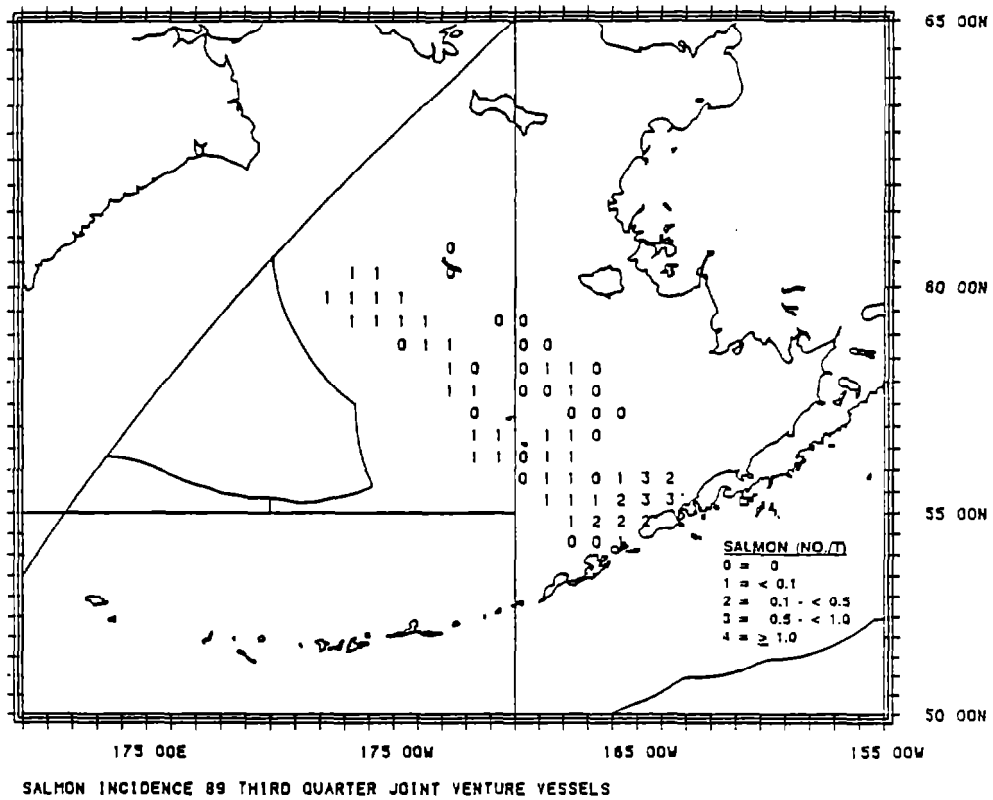 65 00N
0
1 1
1 1 1 1
60 00N
1 1 1 1 0 0
0 1 1 0 0
1 0 0 1 1 0
1 1 0 0 1 0
0 0 0 0
1 1 1 1 0
1 1 0 1 1
0 1 1 0 1 3 2
1 1 1 2 3 3
55 00N
1 2 2 2
0 0
SALMON (NO./T)
0 = 0
1 = < 0.1
2 = 0.1 - < 0.5
3 = 0.5 - < 1.0
4 = ≥ 1.0
50 00N
175 00E 175 00W 165 00W 155 00W
SALMON INCIDENCE 89 THIRD QUARTER JOINT VENTURE VESSELS